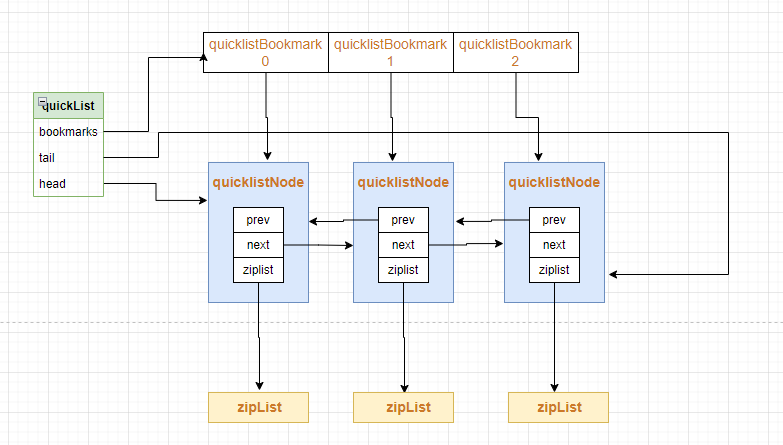 quicklistBookmark
0
quicklistBookmark
1
quicklistBookmark
2
quickList
bookmarks
tail
head
quicklistNode
prev
next
ziplist
quicklistNode
prev
next
ziplist
quicklistNode
prev
next
ziplist
zipList
zipList
zipList